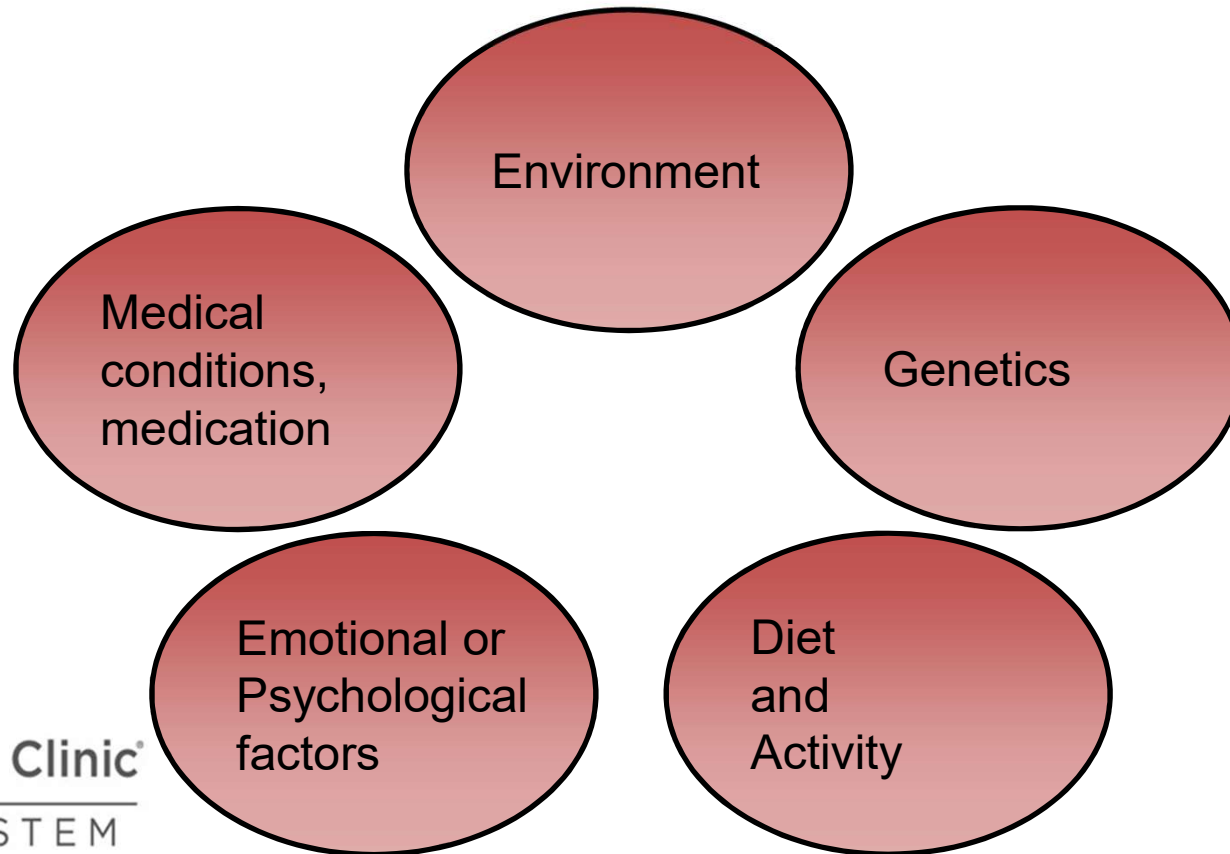 Environment
Medical
conditions,
medication
Genetics
Emotional or
Psychological
factors
Diet
and
Activity
Clinic®
STEM